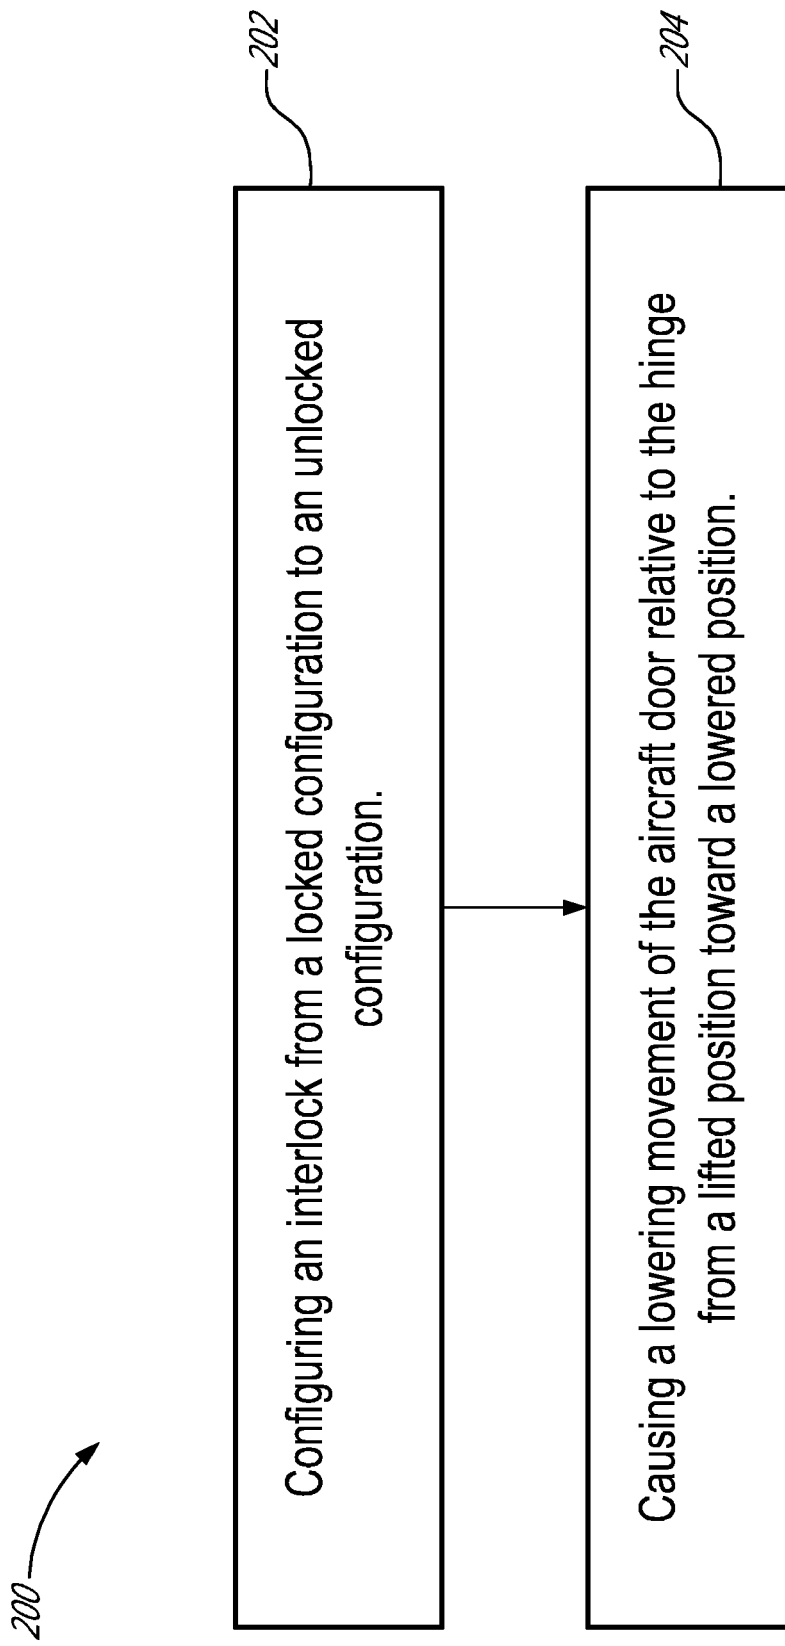 200
202
Configuring an interlock from a locked configuration to an unlocked
configuration.
204
Causing a lowering movement of the aircraft door relative to the hinge
from a lifted position toward a lowered position.